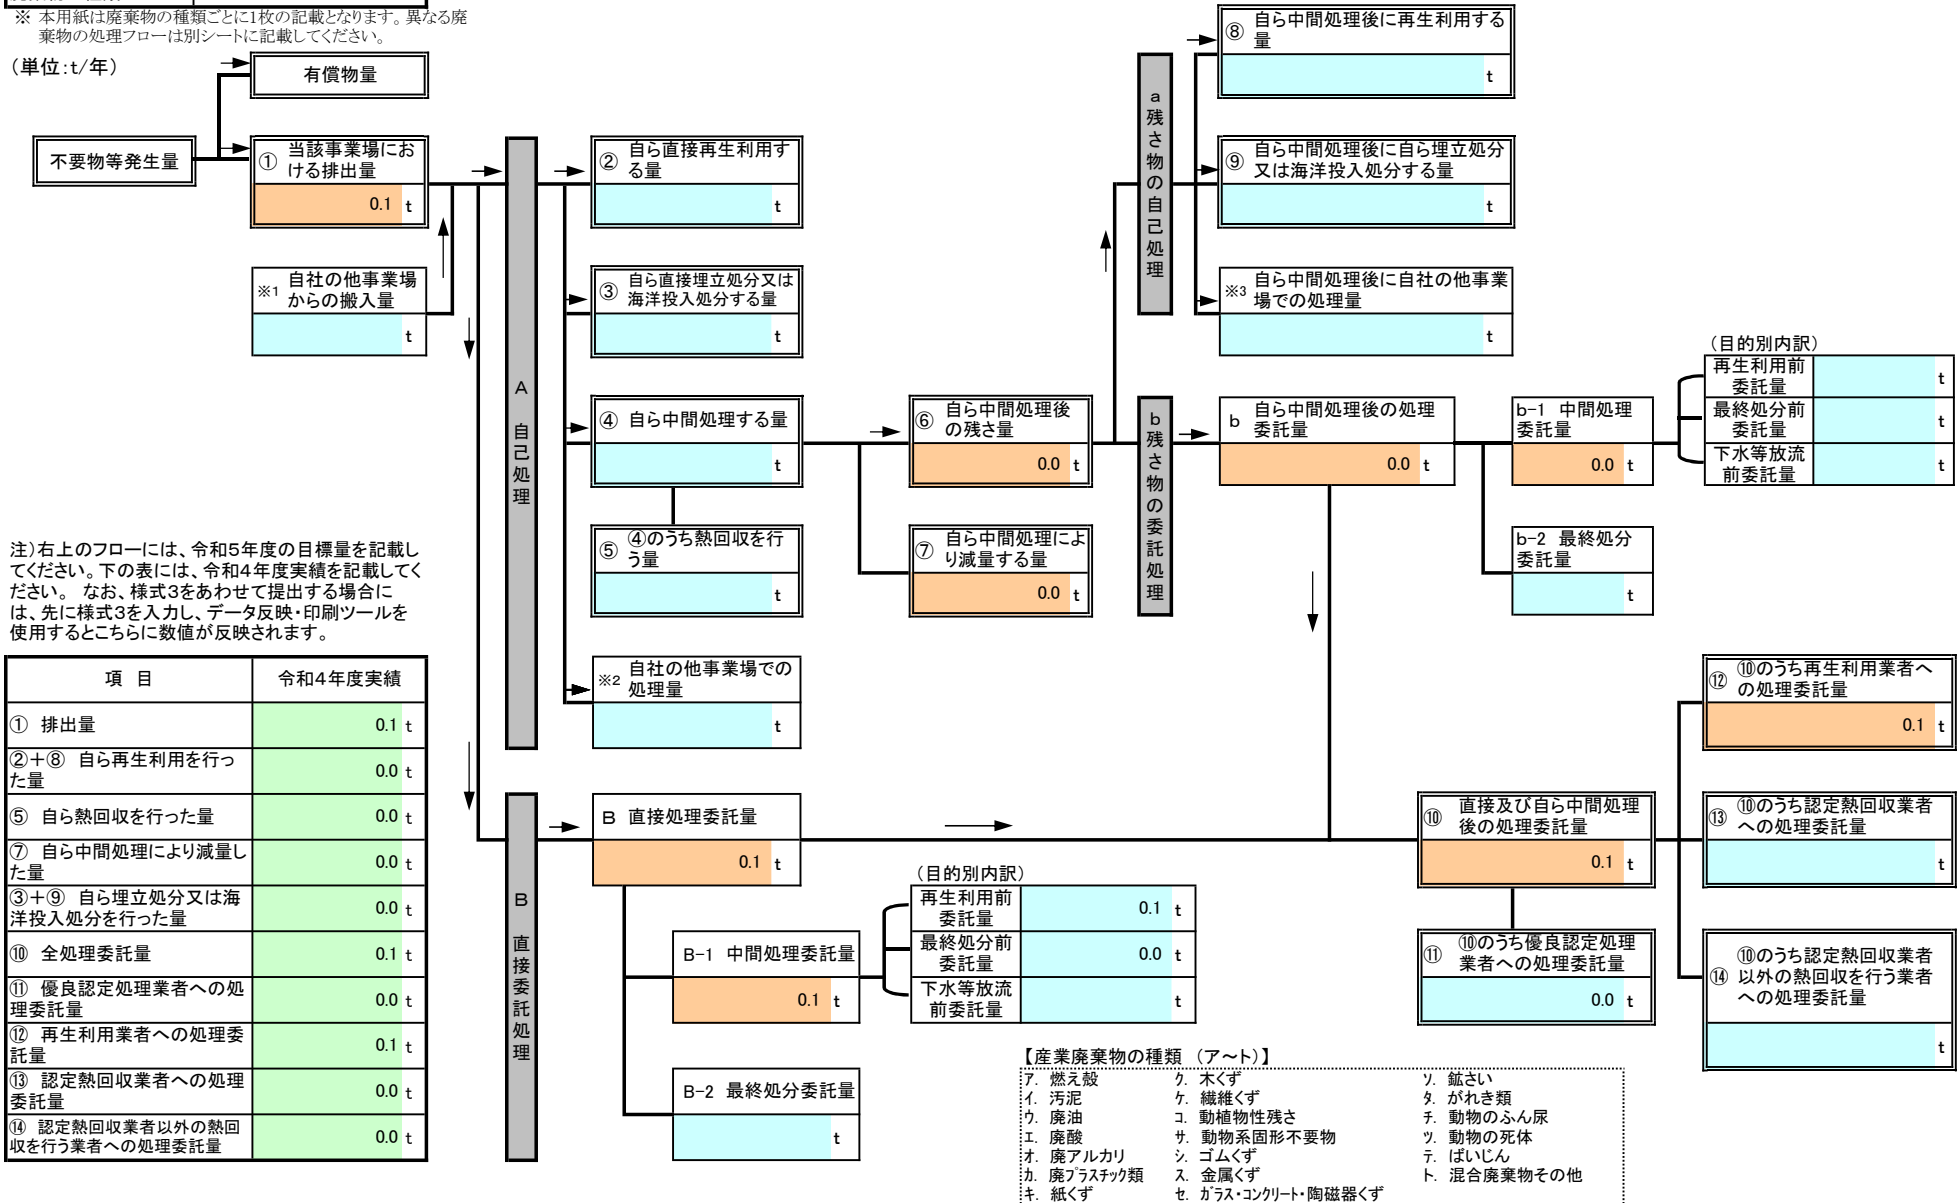 ※ 本用紙は廃棄物の種類ごとに1枚の記載となります。異なる廃
棄物の処理フローは別シートに記載してください。
(単位:t/年)
有償物量
不要物等発生量
① 当該事業場にお
ける排出量
0.1 t
※1 自社の他事業場
からの搬入量
t
A 自己処理
② 自ら直接再生利用す
る量
t
③ 自ら直接埋立処分又は
海洋投入処分する量
t
④ 自ら中間処理する量
t
⑤ ④のうち熱回収を行
う量
t
※2 自社の他事業場での
処理量
t
⑥ 自ら中間処理後
の残さ量
0.0 t
⑦ 自ら中間処理によ
り減量する量
0.0 t
a 残さ物の自己処理
⑧ 自ら中間処理後に再生利用する
量
t
⑨ 自ら中間処理後に自ら埋立処分
又は海洋投入処分する量
t
※3 自ら中間処理後に自社の他事業
場での処理量
t
b 残さ物の委託処理
b 自ら中間処理後の処理
委託量
0.0 t
b-1 中間処理
委託量
0.0 t
b-2 最終処分
委託量
t
(目的別内訳)
再生利用前
委託量
t
最終処分前
委託量
t
下水等放流
前委託量
t
注)右上のフローには、令和5年度の目標量を記載し
てください。下の表には、令和4年度実績を記載してく
ださい。 なお、様式3をあわせて提出する場合に
は、先に様式3を入力し、データ反映・印刷ツールを
使用するとこちらに数値が反映されます。
項 目 令和4年度実績
① 排出量 0.1 t
②+⑧ 自ら再生利用を行っ
た量 0.0 t
⑤ 自ら熱回収を行った量 0.0 t
⑦ 自ら中間処理により減量し
た量 0.0 t
③+⑨ 自ら埋立処分又は海
洋投入処分を行った量 0.0 t
⑩ 全処理委託量 0.1 t
⑪ 優良認定処理業者への処
理委託量 0.0 t
⑫ 再生利用業者への処理委
託量 0.1 t
⑬ 認定熱回収業者への処理
委託量 0.0 t
⑭ 認定熱回収業者以外の熱回
収を行う業者への処理委託量 0.0 t
B 直接委託処理
B 直接処理委託量
0.1 t
B-1 中間処理委託量
0.1 t
B-2 最終処分委託量
t
(目的別内訳)
再生利用前
委託量
0.1 t
最終処分前
委託量
0.0 t
下水等放流
前委託量
t
⑩ 直接及び自ら中間処理
後の処理委託量
0.1 t
⑪ ⑩のうち優良認定処理
業者への処理委託量
0.0 t
⑫ ⑩のうち再生利用業者へ
の処理委託量
0.1 t
⑬ ⑩のうち認定熱回収業者
への処理委託量
t
⑭ ⑩のうち認定熱回収業者
以外の熱回収を行う業者
への処理委託量
t
【産業廃棄物の種類 (ア~ト)】
ア. 燃え殻 ク. 木くず ソ. 鉱さい
イ. 汚泥 ケ. 繊維くず タ. がれき類
ウ. 廃油 コ. 動植物性残さ チ. 動物のふん尿
エ. 廃酸 サ. 動物系固形不要物 ツ. 動物の死体
オ. 廃アルカリ シ. ゴムくず テ. ばいじん
カ. 廃プラスチック類 ス. 金属くず ト. 混合廃棄物その他
キ. 紙くず セ. ガラス・コンクリート・陶磁器くず